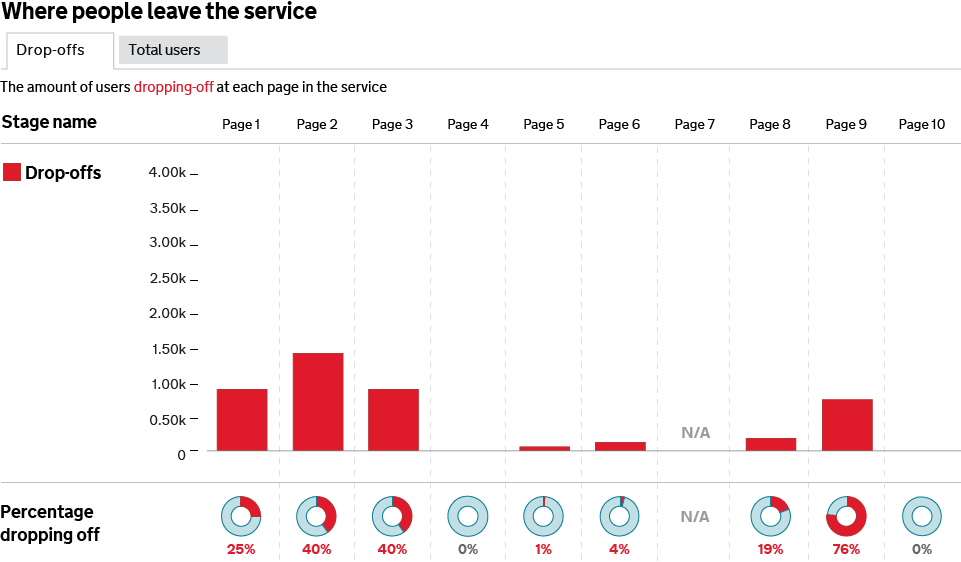 Where people leave the service
Drop-offs Total users
The amount of users dropping-off at each page in the service
Stage name Page 1 Page 2 Page 3 Page 4 Page 5 Page 6 Page 7 Page 8 Page 9 Page 10
Drop-offs 4.00k
3.50k
3.00k
2.50k
2.00k
1.50k
1.00k
0.50k
N/A
0
Percentage
dropping off
N/A
25% 40% 40% 0% 1% 4% 19% 76% 0%